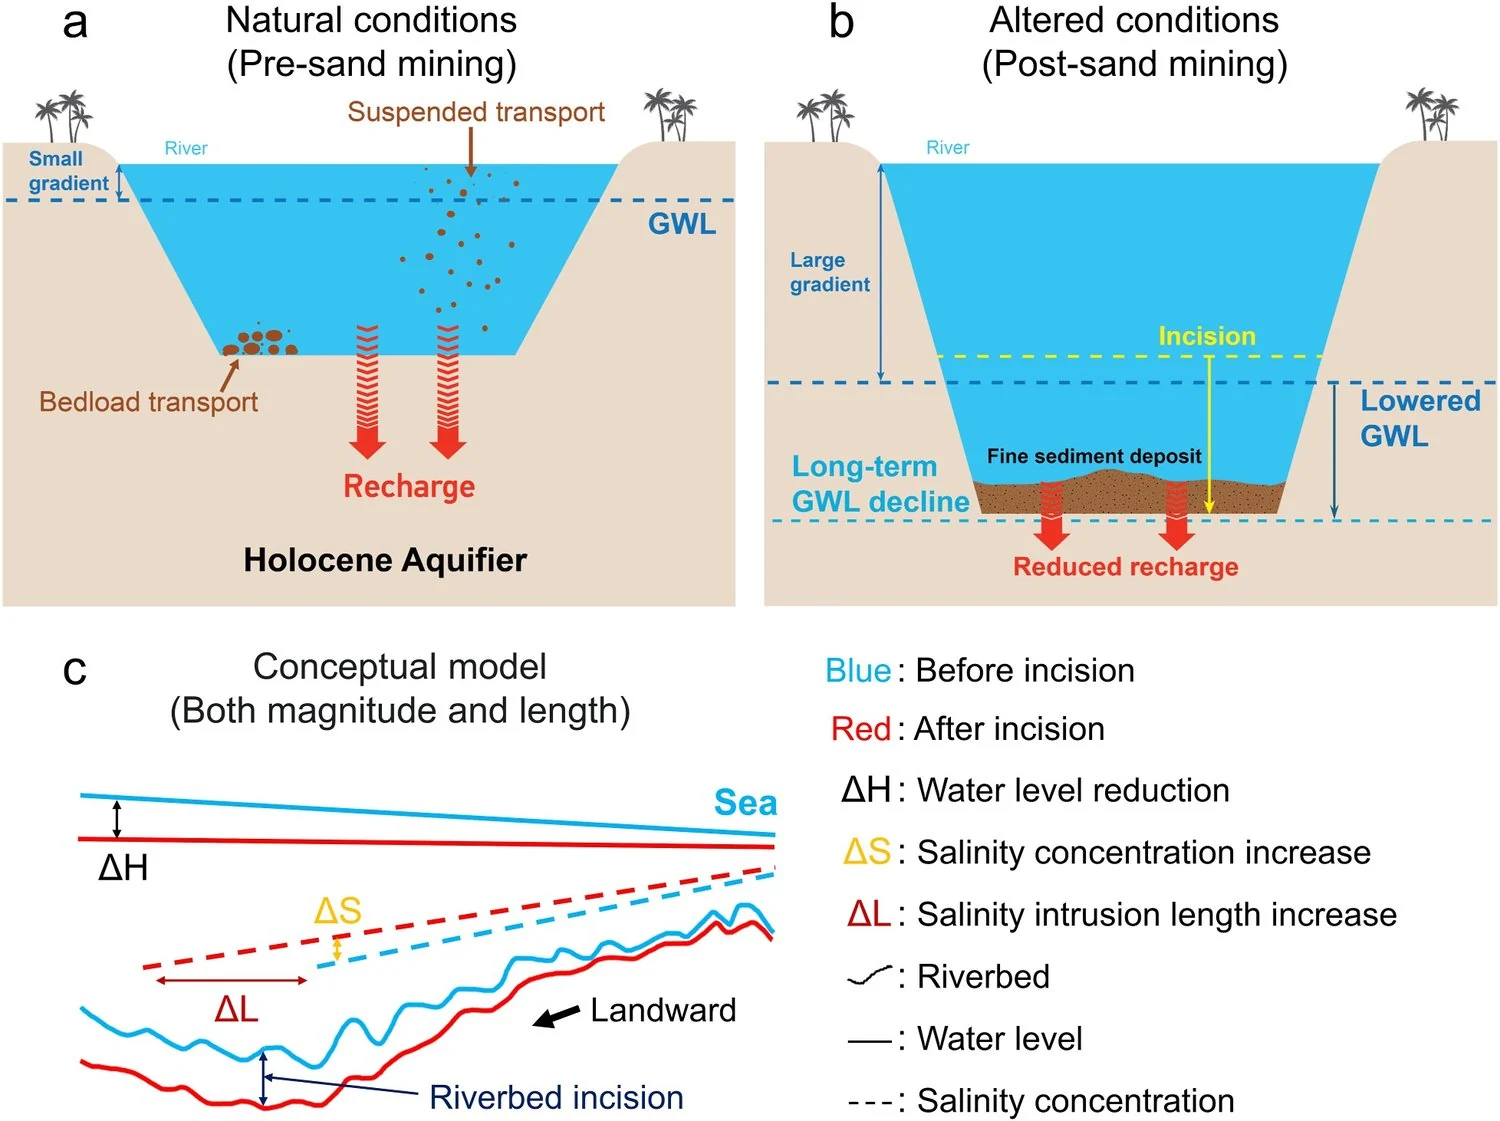 a
Natural conditions
(Pre-sand mining)
Suspended transport
River
Small
gradient
GWL
Bedload transport
Recharge
Holocene Aquifier
b
Altered conditions
(Post-sand mining)
River
Large
gradient
Incision
Lowered
GWL
Fine sediment deposit
Long-term
GWL decline
Reduced recharge
c
Conceptual model
(Both magnitude and length)
Sea
ΔH
ΔS
ΔL
Landward
Riverbed incision
Blue : Before incision
Red : After incision
ΔH : Water level reduction
ΔS : Salinity concentration increase
ΔL : Salinity intrusion length increase
: Riverbed
: Water level
: Salinity concentration